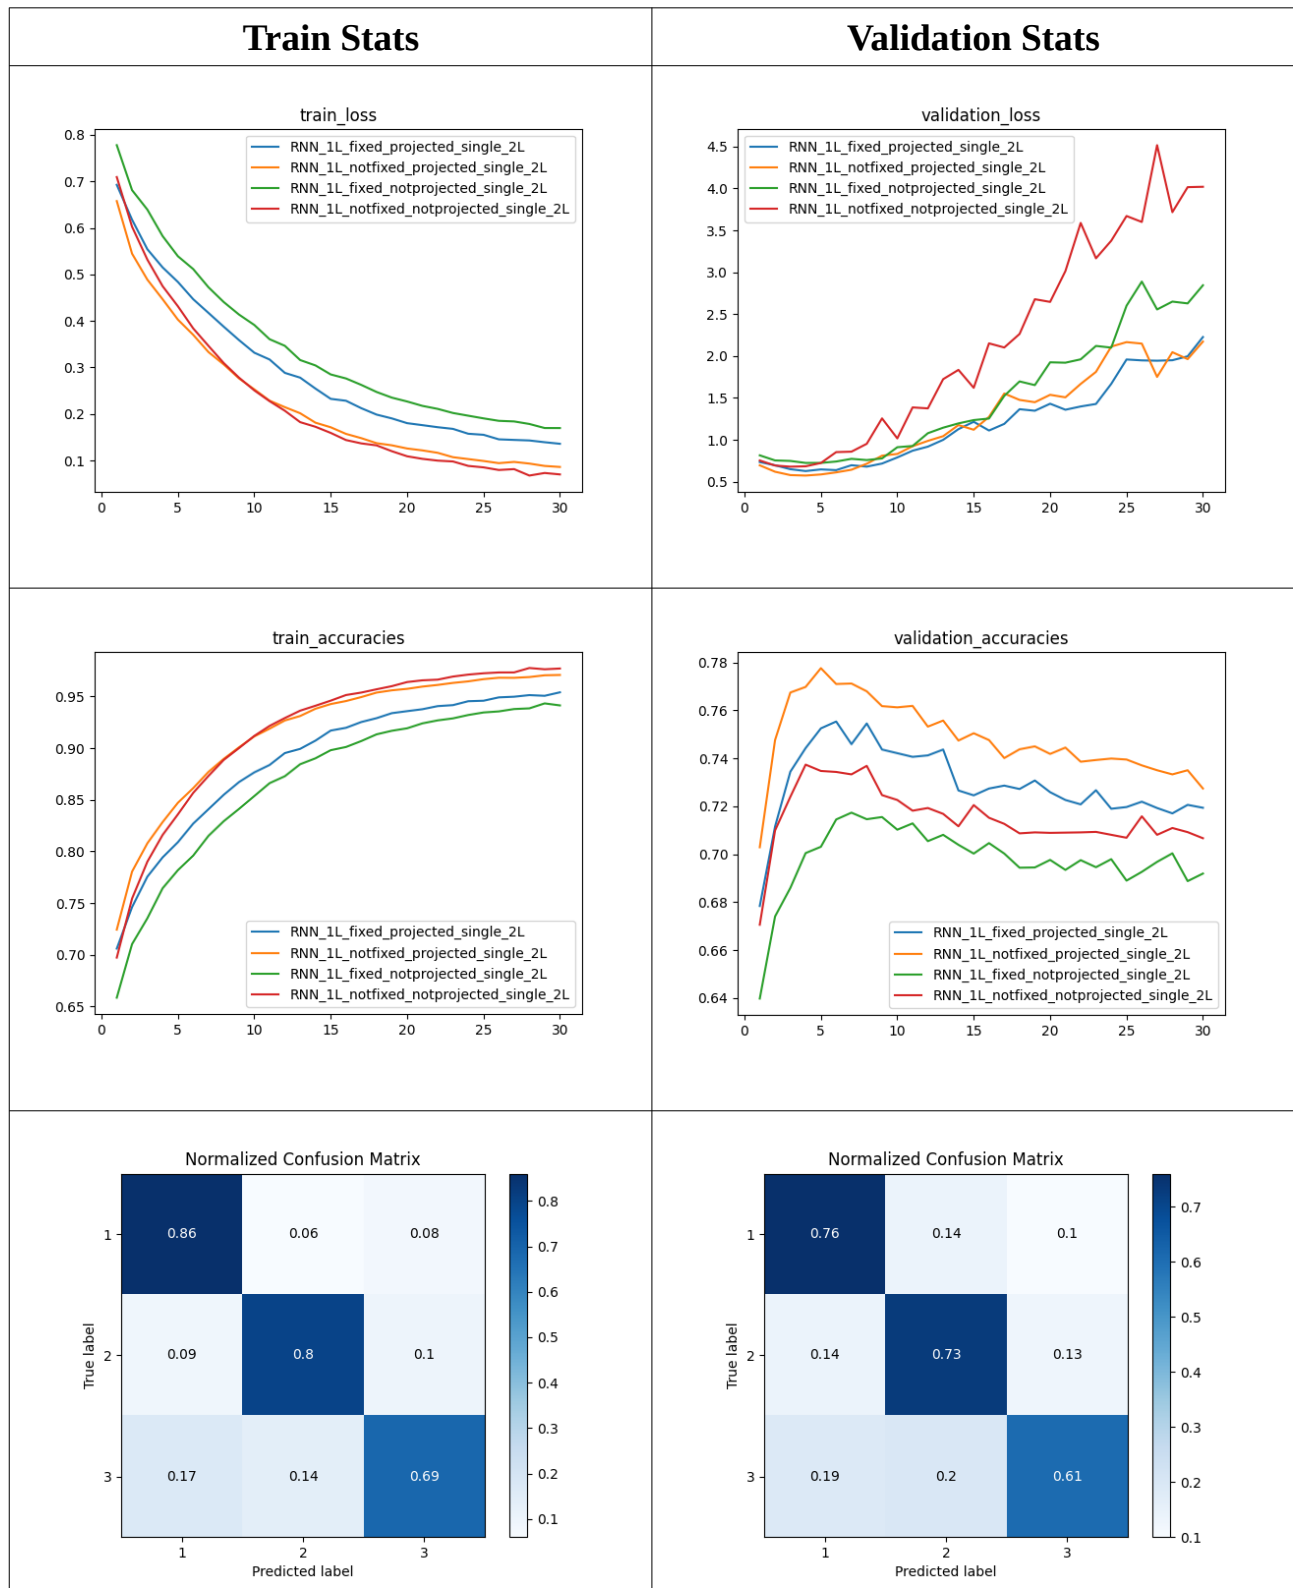 Train Stats
Validation Stats
train_loss
RNN_1L_fixed_projected_single_2L
RNN_1L_notfixed_projected_single_2L
RNN_1L_fixed_notprojected_single_2L
RNN_1L_notfixed_notprojected_single_2L
0.8
0.7
0.6
0.5
0.4
0.3
0.2
0.1
0 5 10 15 20 25 30
validation_loss
RNN_1L_fixed_projected_single_2L
RNN_1L_notfixed_projected_single_2L
RNN_1L_fixed_notprojected_single_2L
RNN_1L_notfixed_notprojected_single_2L
4.5
4.0
3.5
3.0
2.5
2.0
1.5
1.0
0.5
0 5 10 15 20 25 30
train_accuracies
0.95
0.90
0.85
0.80
0.75
0.70
0.65
RNN_1L_fixed_projected_single_2L
RNN_1L_notfixed_projected_single_2L
RNN_1L_fixed_notprojected_single_2L
RNN_1L_notfixed_notprojected_single_2L
0 5 10 15 20 25 30
validation_accuracies
0.78
0.76
0.74
0.72
0.70
0.68
0.66
0.64
RNN_1L_fixed_projected_single_2L
RNN_1L_notfixed_projected_single_2L
RNN_1L_fixed_notprojected_single_2L
RNN_1L_notfixed_notprojected_single_2L
0 5 10 15 20 25 30
Normalized Confusion Matrix
True label
1 0.86 0.06 0.08
2 0.09 0.8 0.1
3 0.17 0.14 0.69
1 2 3
Predicted label
0.8
0.7
0.6
0.5
0.4
0.3
0.2
0.1
Normalized Confusion Matrix
True label
1 0.76 0.14 0.1
2 0.14 0.73 0.13
3 0.19 0.2 0.61
1 2 3
Predicted label
0.7
0.6
0.5
0.4
0.3
0.2
0.1